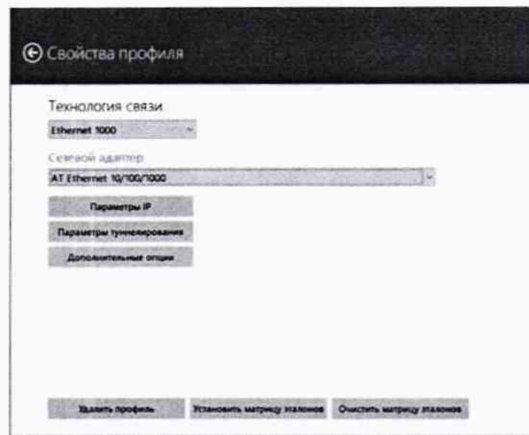 Свойства профиля
Технология связи
Ethernet 1000
Сетевой адаптер
AT Ethernet 10/100/1000
Параметры IP
Параметры туннелирования
Дополнительные опции
Удалить профиль
Установить матрицу эталонов
Очистить матрицу эталонов